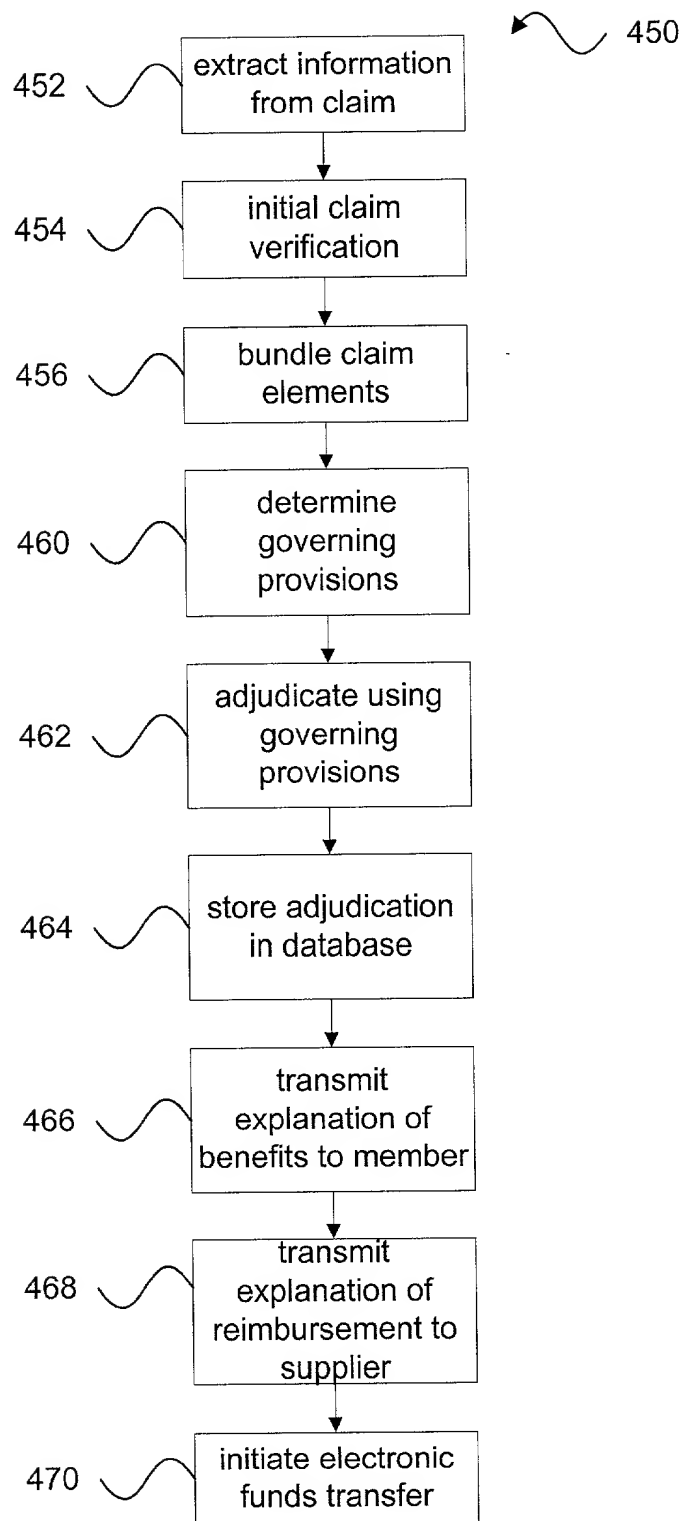 450
452
extract information
from claim
454
initial claim
verification
456
bundle claim
elements
460
determine
governing
provisions
462
adjudicate using
governing
provisions
464
store adjudication
in database
466
transmit
explanation of
benefits to member
468
transmit
explanation of
reimbursement to
supplier
470
initiate electronic
funds transfer